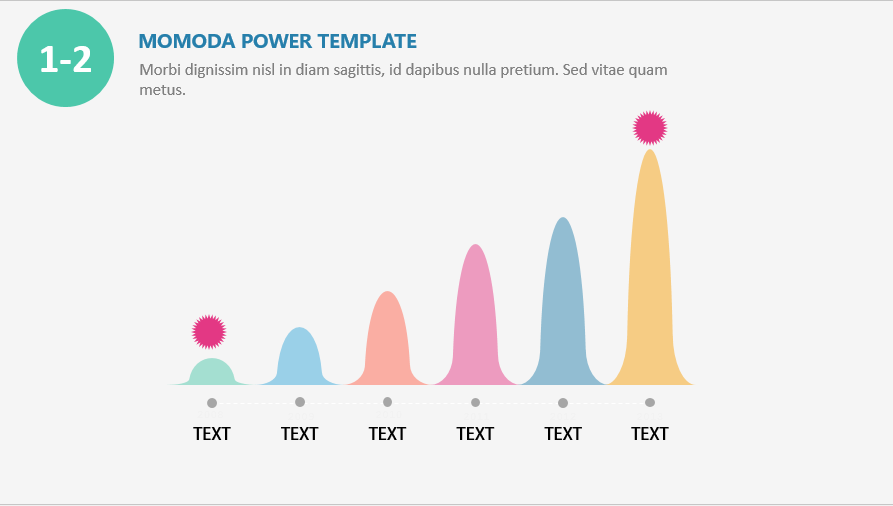 1-2
MOMODA POWER TEMPLATE
Morbi dignissim nisl in diam sagittis, id dapibus nulla pretium. Sed vitae quam
metus.
TEXT TEXT TEXT TEXT TEXT TEXT